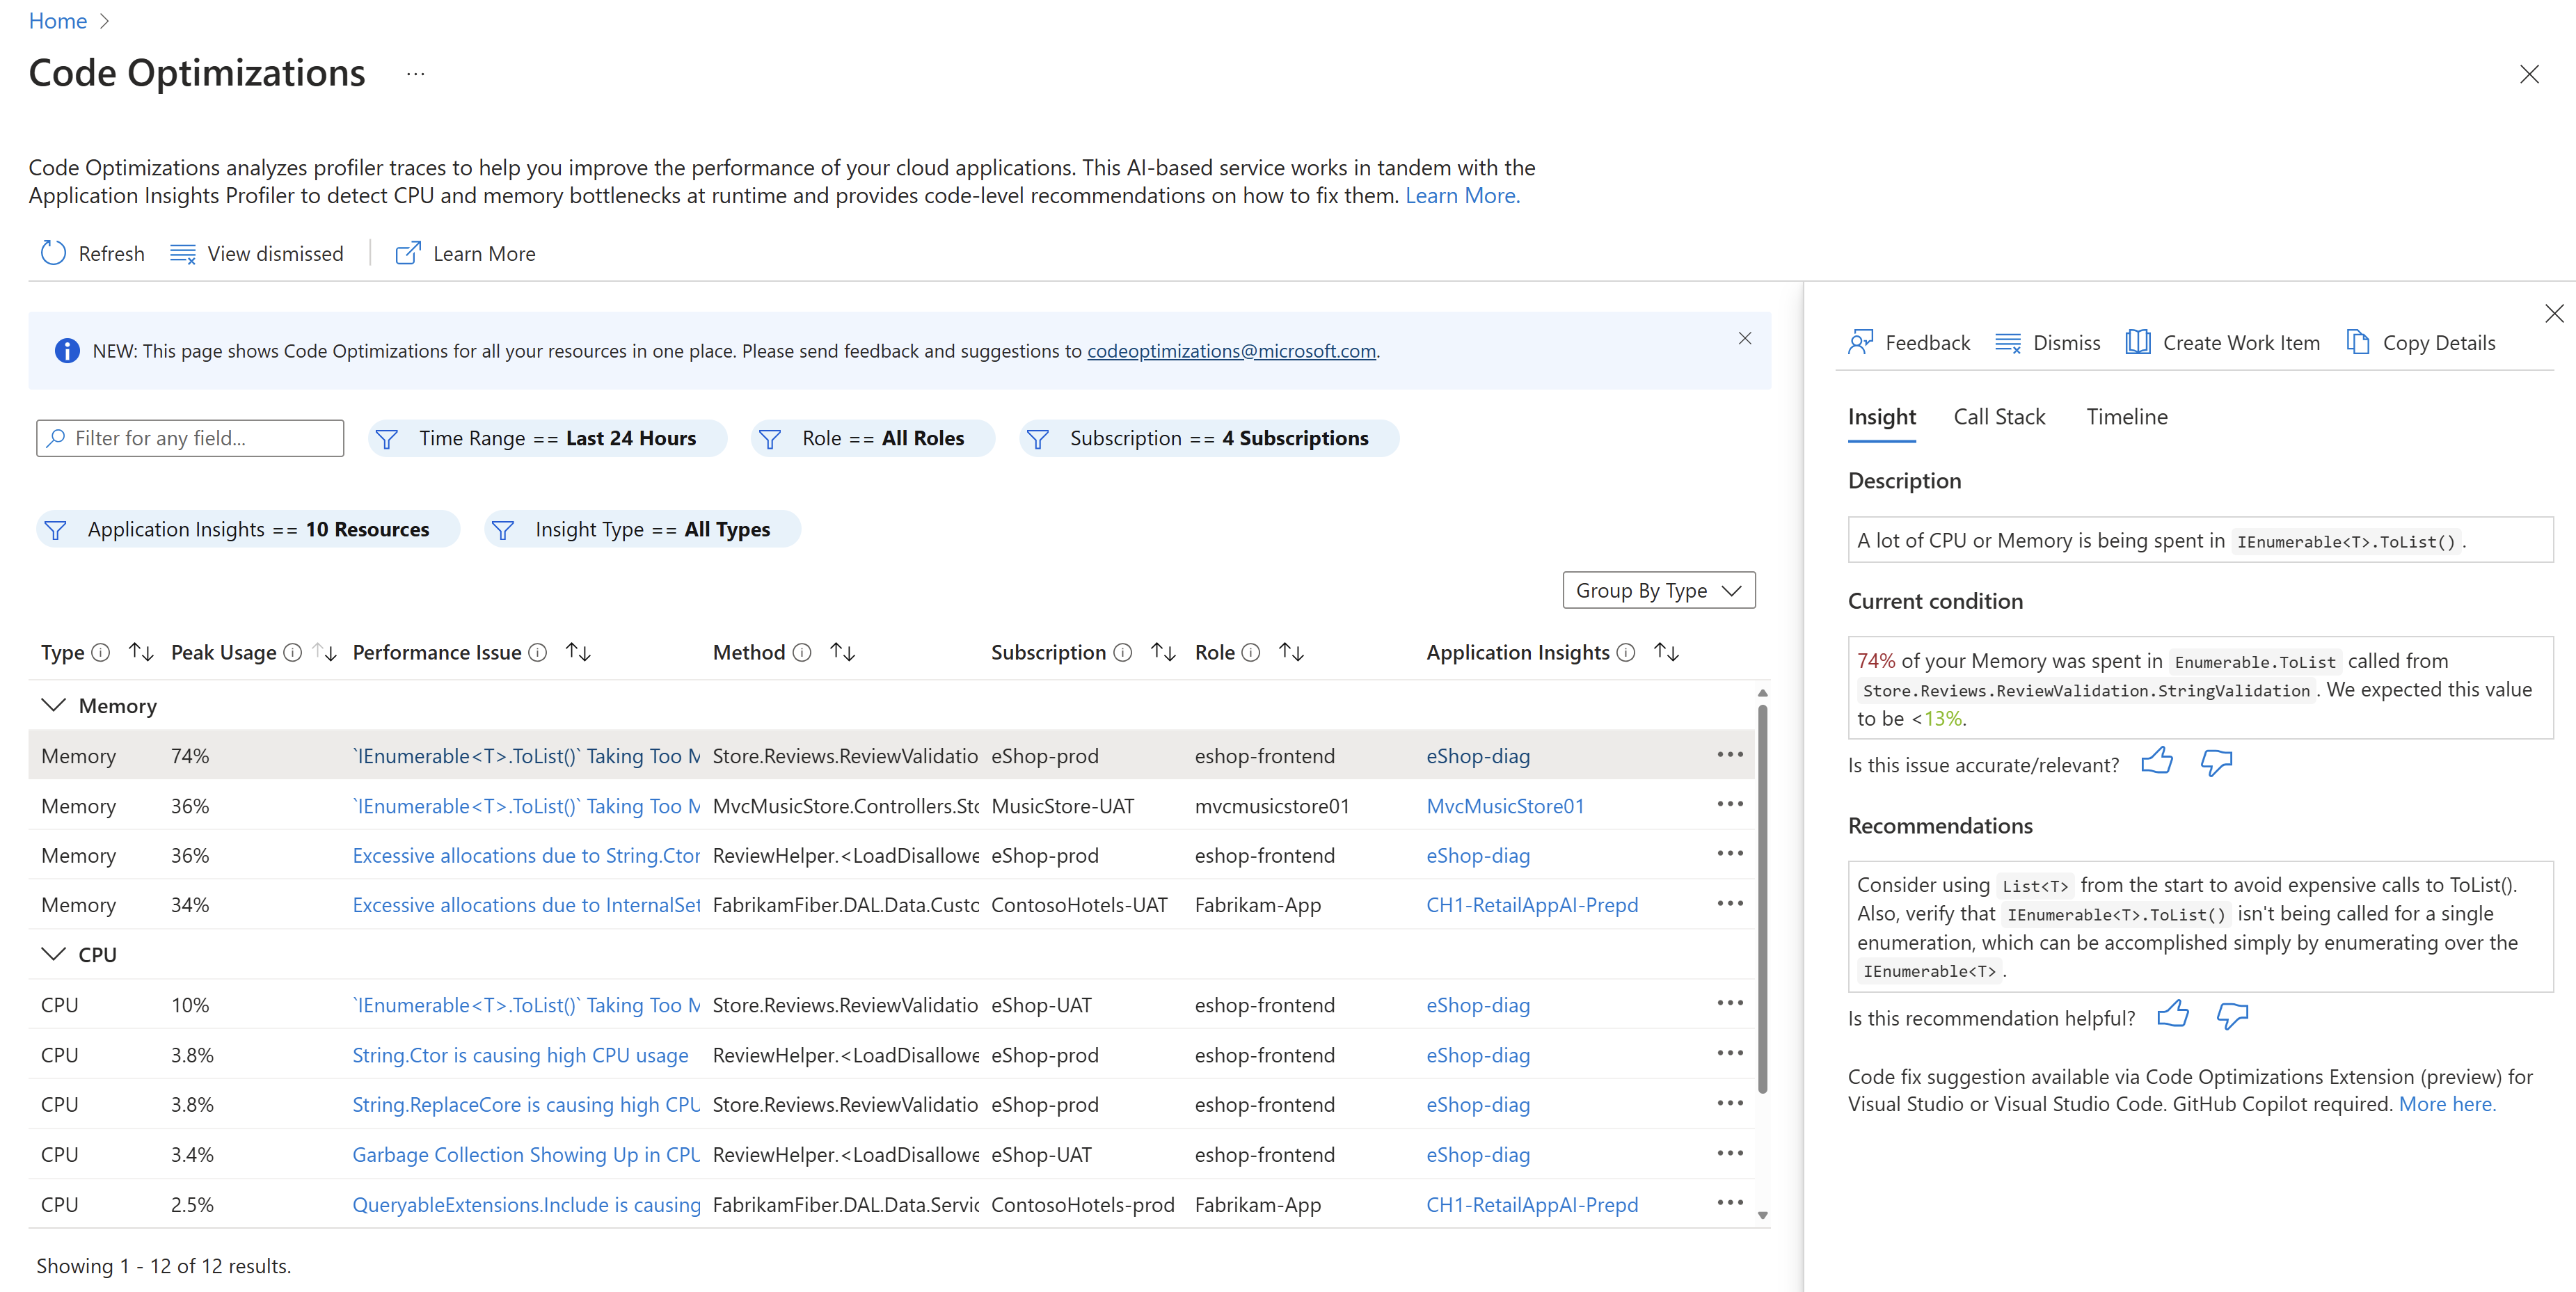 Home
Code Optimizations ...
Code Optimizations analyzes profiler traces to help you improve the performance of your cloud applications. This AI-based service works in tandem with the
Application Insights Profiler to detect CPU and memory bottlenecks at runtime and provides code-level recommendations on how to fix them. Learn More.
Refresh View dismissed Learn More
NEW: This page shows Code Optimizations for all your resources in one place. Please send feedback and suggestions to codeoptimizations@microsoft.com.
Filter for any field... Time Range == Last 24 Hours Role == All Roles Subscription == 4 Subscriptions
Application Insights == 10 Resources Insight Type == All Types
Group By Type
Type Peak Usage Performance Issue Method Subscription Role Application Insights
Memory
Memory 74% `IEnumerable<T>.ToList()` Taking Too M Store.Reviews.ReviewValidatio eShop-prod eshop-frontend eShop-diag
Memory 36% `IEnumerable<T>.ToList()` Taking Too M MvcMusicStore.Controllers.Stc MusicStore-UAT mvcmusicstore01 MvcMusicStore01
Memory 36% Excessive allocations due to String.Ctor ReviewHelper.<LoadDisallowe eShop-prod eshop-frontend eShop-diag
Memory 34% Excessive allocations due to InternalSet FabrikamFiber.DAL.Data.Custc ContosoHotels-UAT Fabrikam-App CH1-RetailAppAI-Prepd
CPU
CPU 10% `IEnumerable<T>.ToList()` Taking Too M Store.Reviews.ReviewValidatio eShop-UAT eshop-frontend eShop-diag
CPU 3.8% String.Ctor is causing high CPU usage ReviewHelper.<LoadDisallowe eShop-prod eshop-frontend eShop-diag
CPU 3.8% String.ReplaceCore is causing high CPU Store.Reviews.ReviewValidatio eShop-prod eshop-frontend eShop-diag
CPU 3.4% Garbage Collection Showing Up in CPU ReviewHelper.<LoadDisallowe eShop-UAT eshop-frontend eShop-diag
CPU 2.5% QueryableExtensions.Include is causing FabrikamFiber.DAL.Data.Servic ContosoHotels-prod Fabrikam-App CH1-RetailAppAI-Prepd
Showing 1 - 12 of 12 results.
Feedback Dismiss Create Work Item Copy Details
Insight Call Stack Timeline
Description
A lot of CPU or Memory is being spent in IEnumerable<T>.ToList() .
Current condition
74% of your Memory was spent in Enumerable.ToList called from
Store.Reviews.ReviewValidation.StringValidation . We expected this value
to be <13%.
Is this issue accurate/relevant?
Recommendations
Consider using List<T> from the start to avoid expensive calls to ToList().
Also, verify that IEnumerable<T>.ToList() isn't being called for a single
enumeration, which can be accomplished simply by enumerating over the
IEnumerable<T> .
Is this recommendation helpful?
Code fix suggestion available via Code Optimizations Extension (preview) for
Visual Studio or Visual Studio Code. GitHub Copilot required. More here.